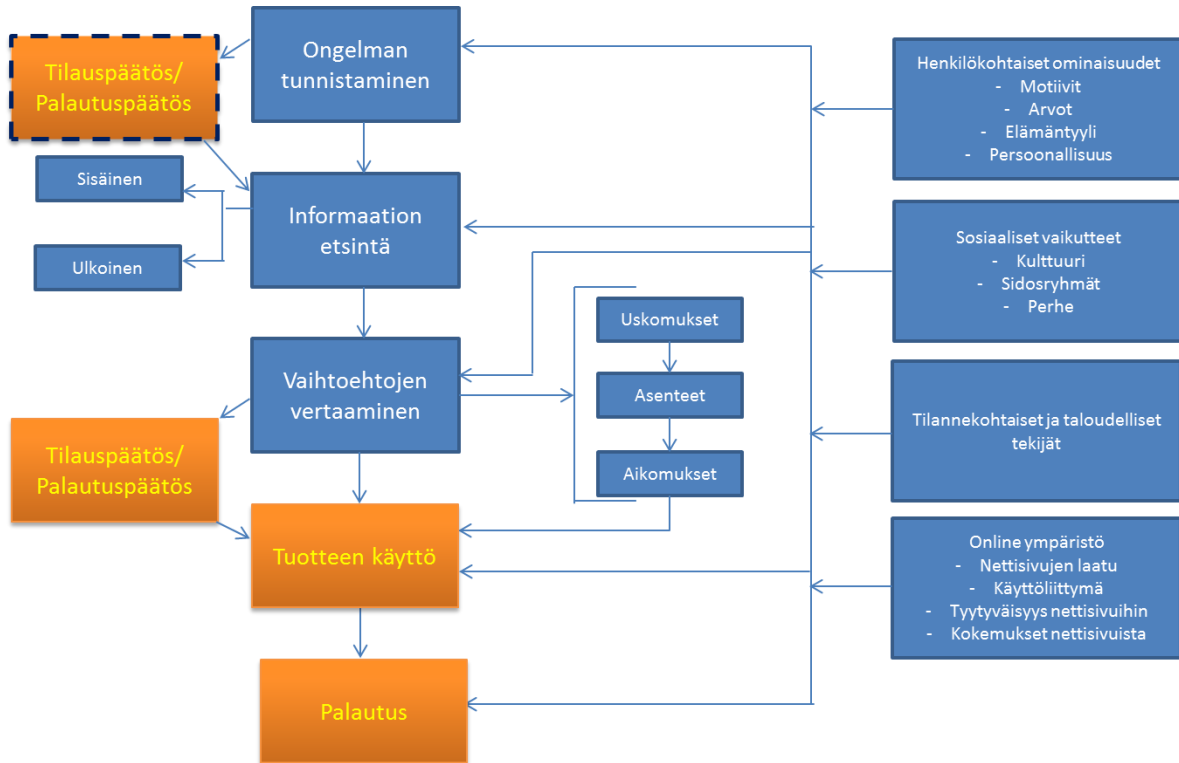 Ongelman
tunnistaminen
Tilauspäätös/
Palautuspäätös
Sisäinen
Ulkoinen
Informaation
etsintä
Vaihtoehtojen
vertaaminen
Tilauspäätös/
Palautuspäätös
Uskomukset
Asenteet
Aikomukset
Tuotteen käyttö
Palautus
Henkilökohtaiset ominaisuudet
- Motiivit
- Arvot
- Elämäntyyli
- Persoonallisuus
Sosiaaliset vaikutteet
- Kulttuuri
- Sidosryhmät
- Perhe
Tilannekohtaiset ja taloudelliset
tekijät
Online ympäristö
- Nettisivujen laatu
- Käyttöliittymä
- Tyytyväisyys nettisivuihin
- Kokemukset nettisivuista